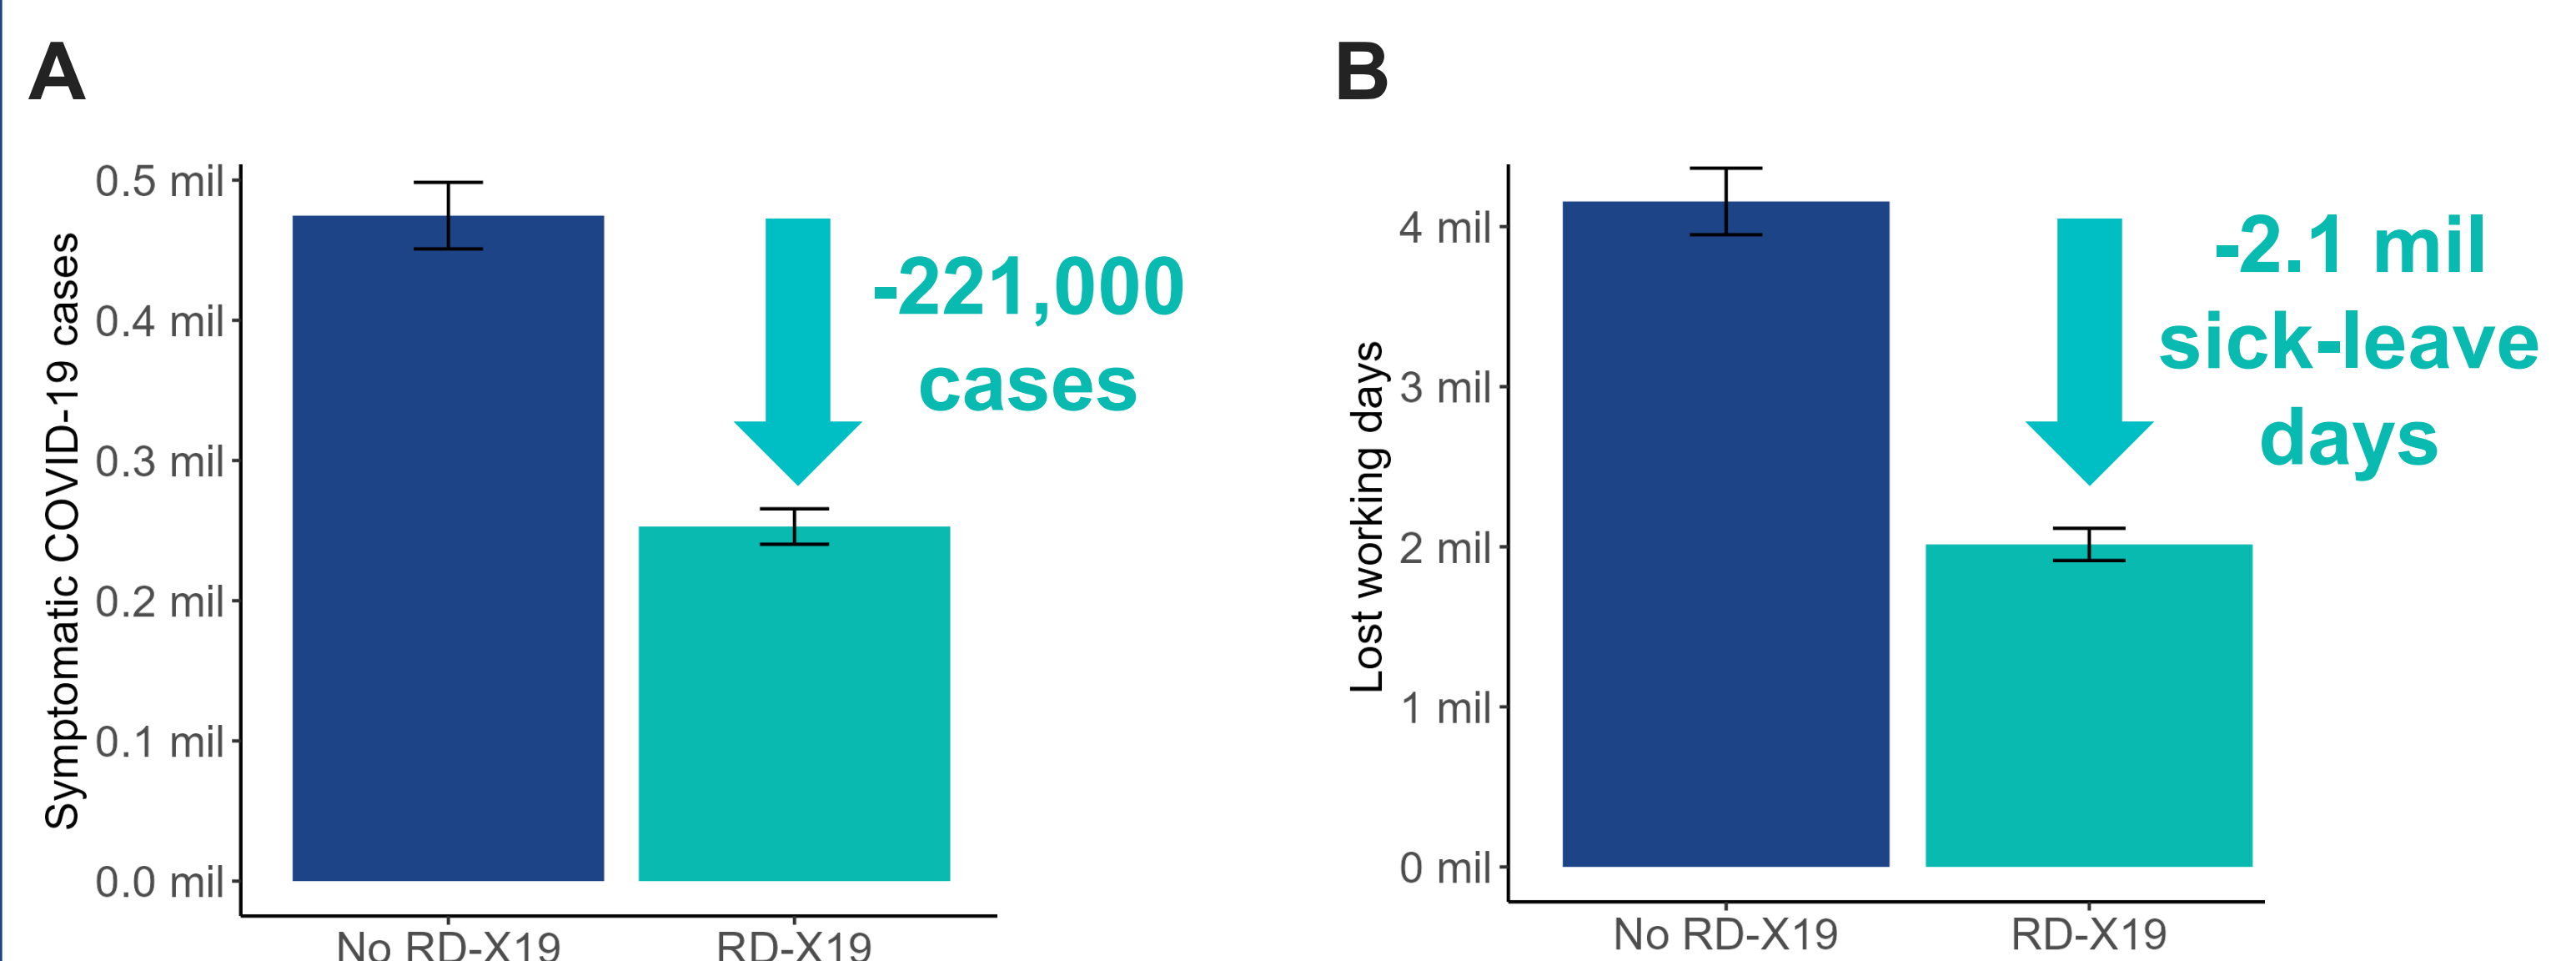 A
Symptomatic COVID-19 cases
0.5 mil
0.4 mil
0.3 mil
0.2 mil
0.1 mil
0.0 mil
-221,000
cases
No RD-X19
RD-X19
B
Lost working days
4 mil
3 mil
2 mil
1 mil
0 mil
-2.1 mil
sick-leave
days
No RD-X19
RD-X19